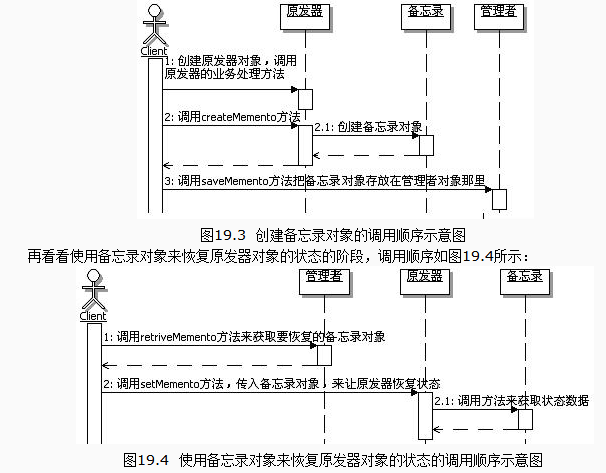 原发器 备忘录 管理者
Client
1: 创建原发器对象，调用
原发器的业务处理方法
2: 调用createMemento方法
2.1: 创建备忘录对象
3: 调用saveMemento方法把备忘录对象存放在管理者对象那里
图19.3 创建备忘录对象的调用顺序示意图
再看看使用备忘录对象来恢复原发器对象的状态的阶段，调用顺序如图19.4所示：
管理者 原发器 备忘录
Client
1: 调用retriveMemento方法来获取要恢复的备忘录对象
2: 调用setMemento方法，传入备忘录对象，来让原发器恢复状态
2.1: 调用方法来获取状态数据
图19.4 使用备忘录对象来恢复原发器对象的状态的调用顺序示意图